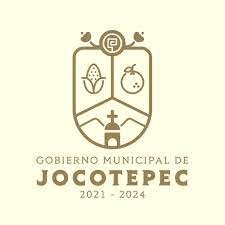 GOBIERNO MUNICIPAL DE
JOCOTEPEC
2021 - 2024